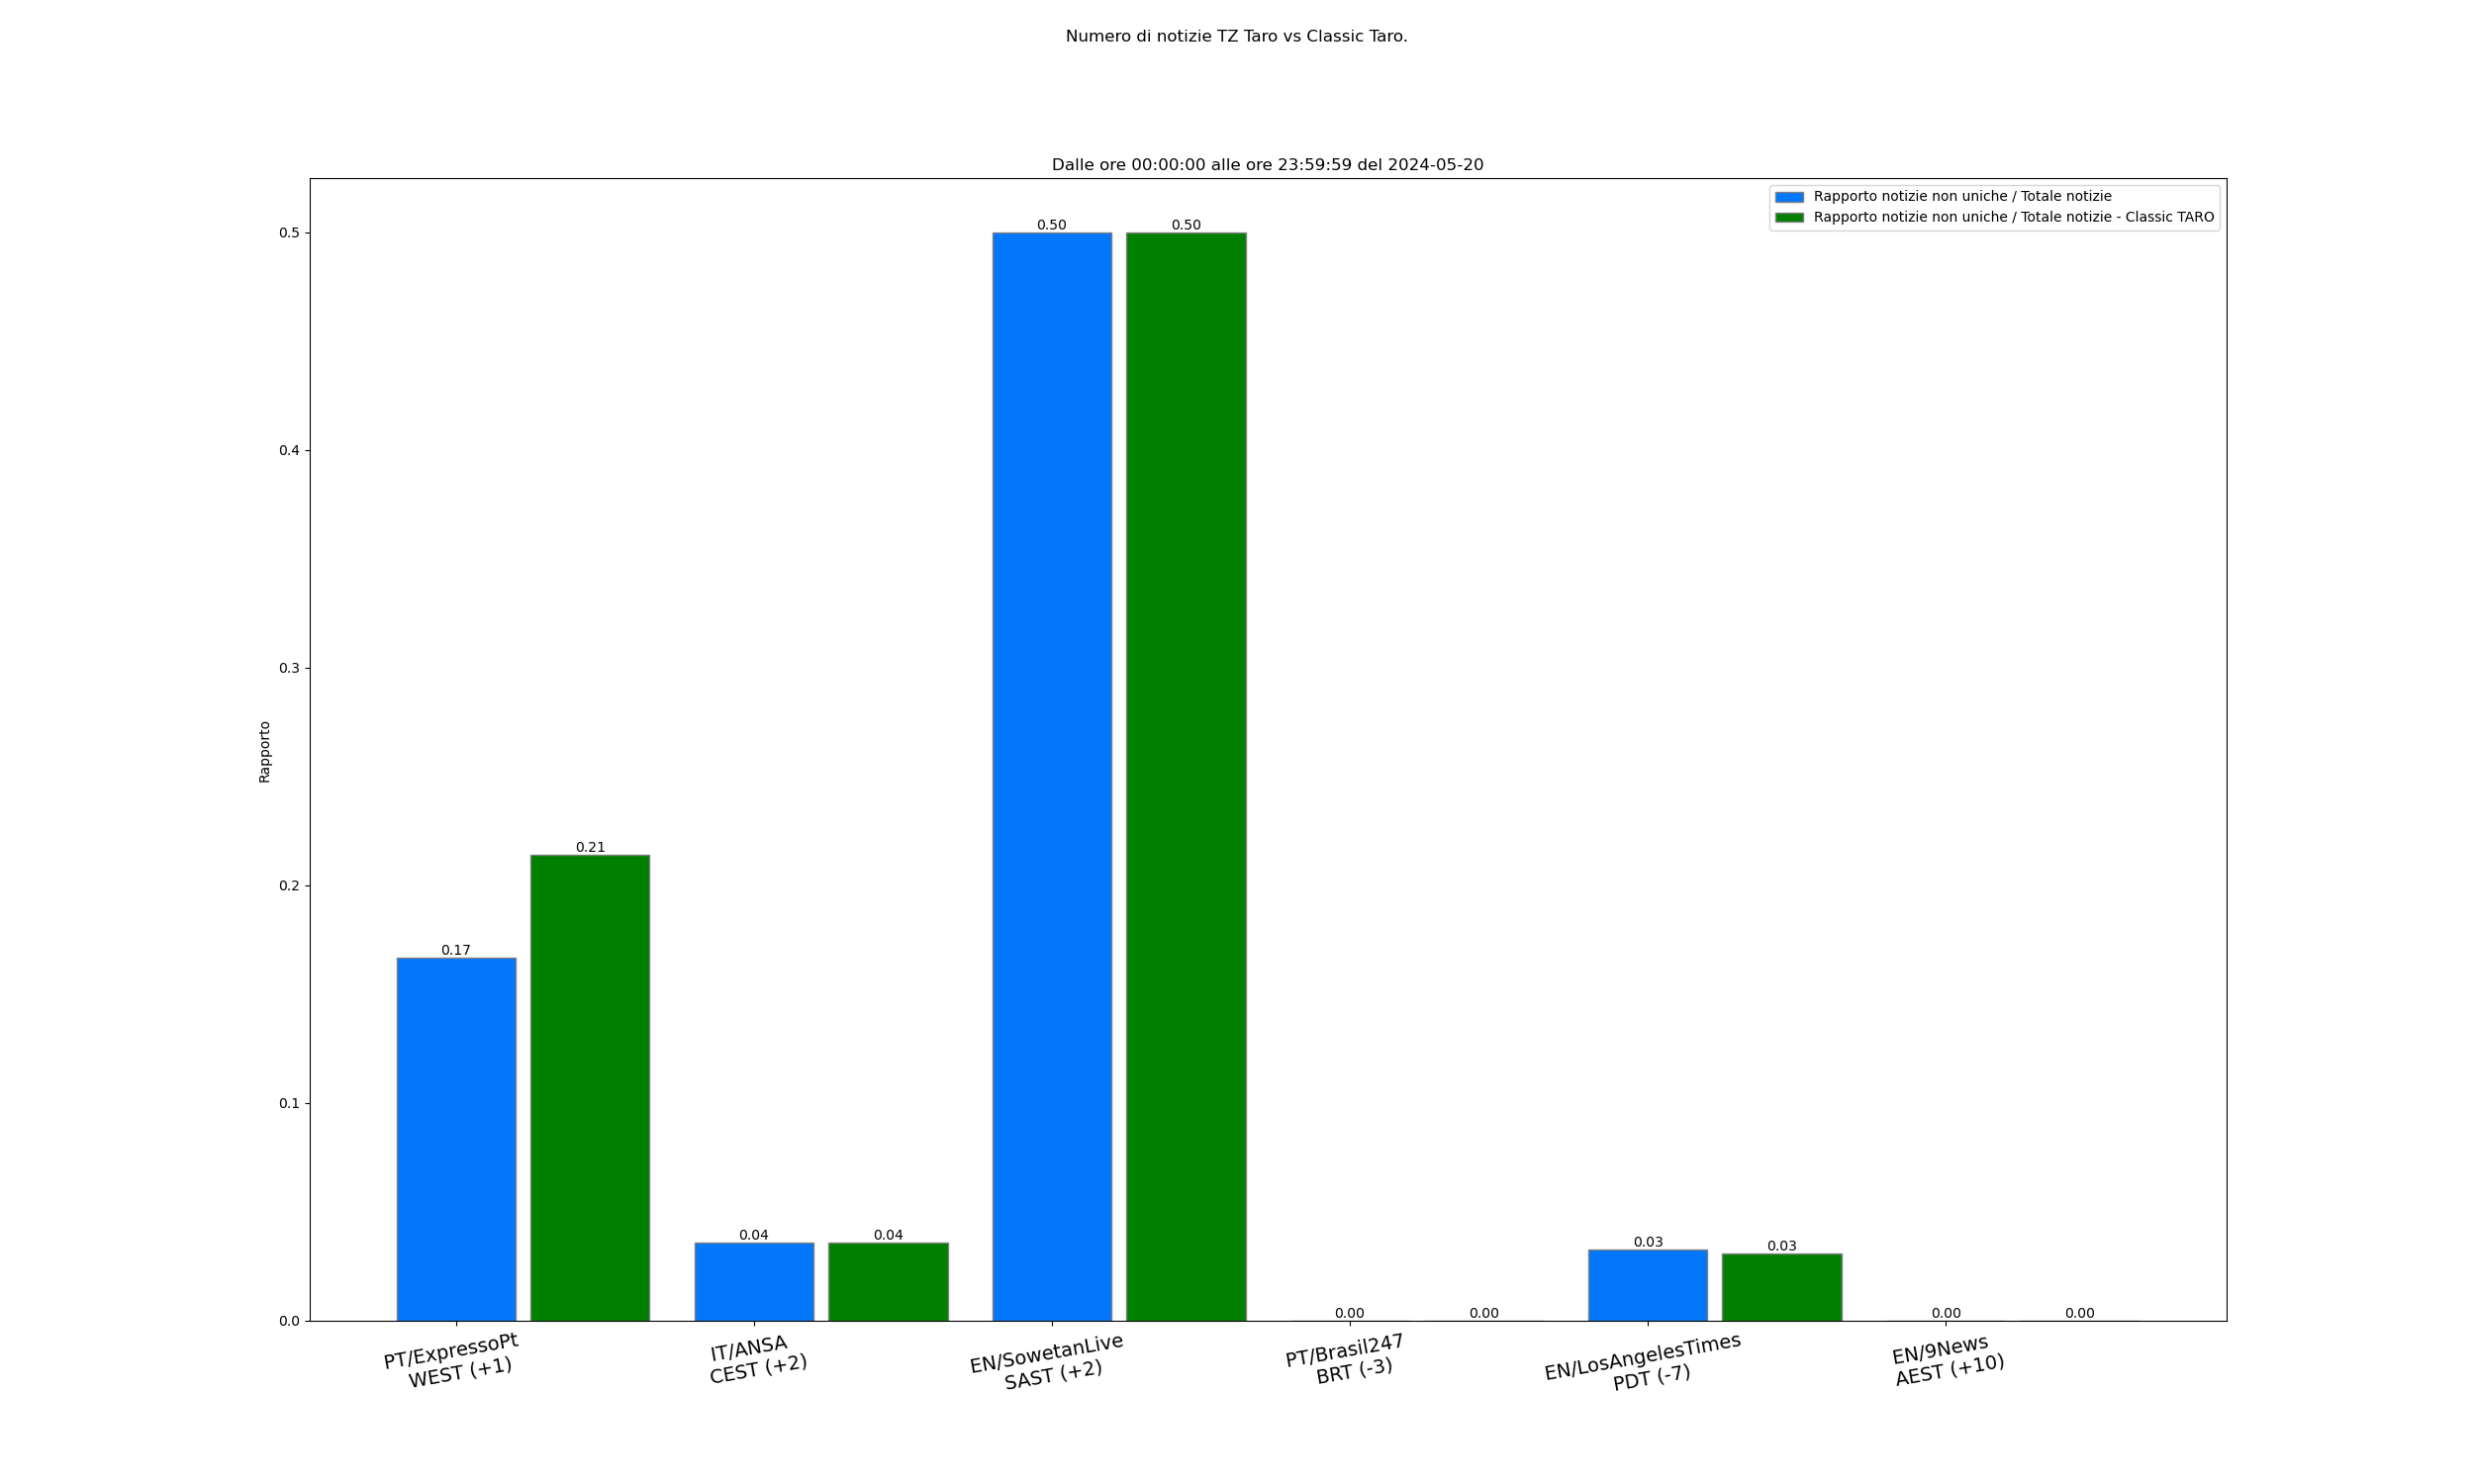 Numero di notizie TZ Taro vs Classic Taro.
Dalle ore 00:00:00 alle ore 23:59:59 del 2024-05-20
Rapporto notizie non uniche / Totale notizie
Rapporto notizie non uniche / Totale notizie - Classic TARO
Rapporto
0.5
0.4
0.3
0.2
0.1
0.0
0.17
0.21
0.04
0.04
0.50
0.50
0.00
0.00
0.03
0.03
0.00
0.00
PT/ExpressoPt
WEST (+1)
IT/ANSA
CEST (+2)
EN/SowetanLive
SAST (+2)
PT/Brasil247
BRT (-3)
EN/LosAngelesTimes
PDT (-7)
EN/9News
AEST (+10)